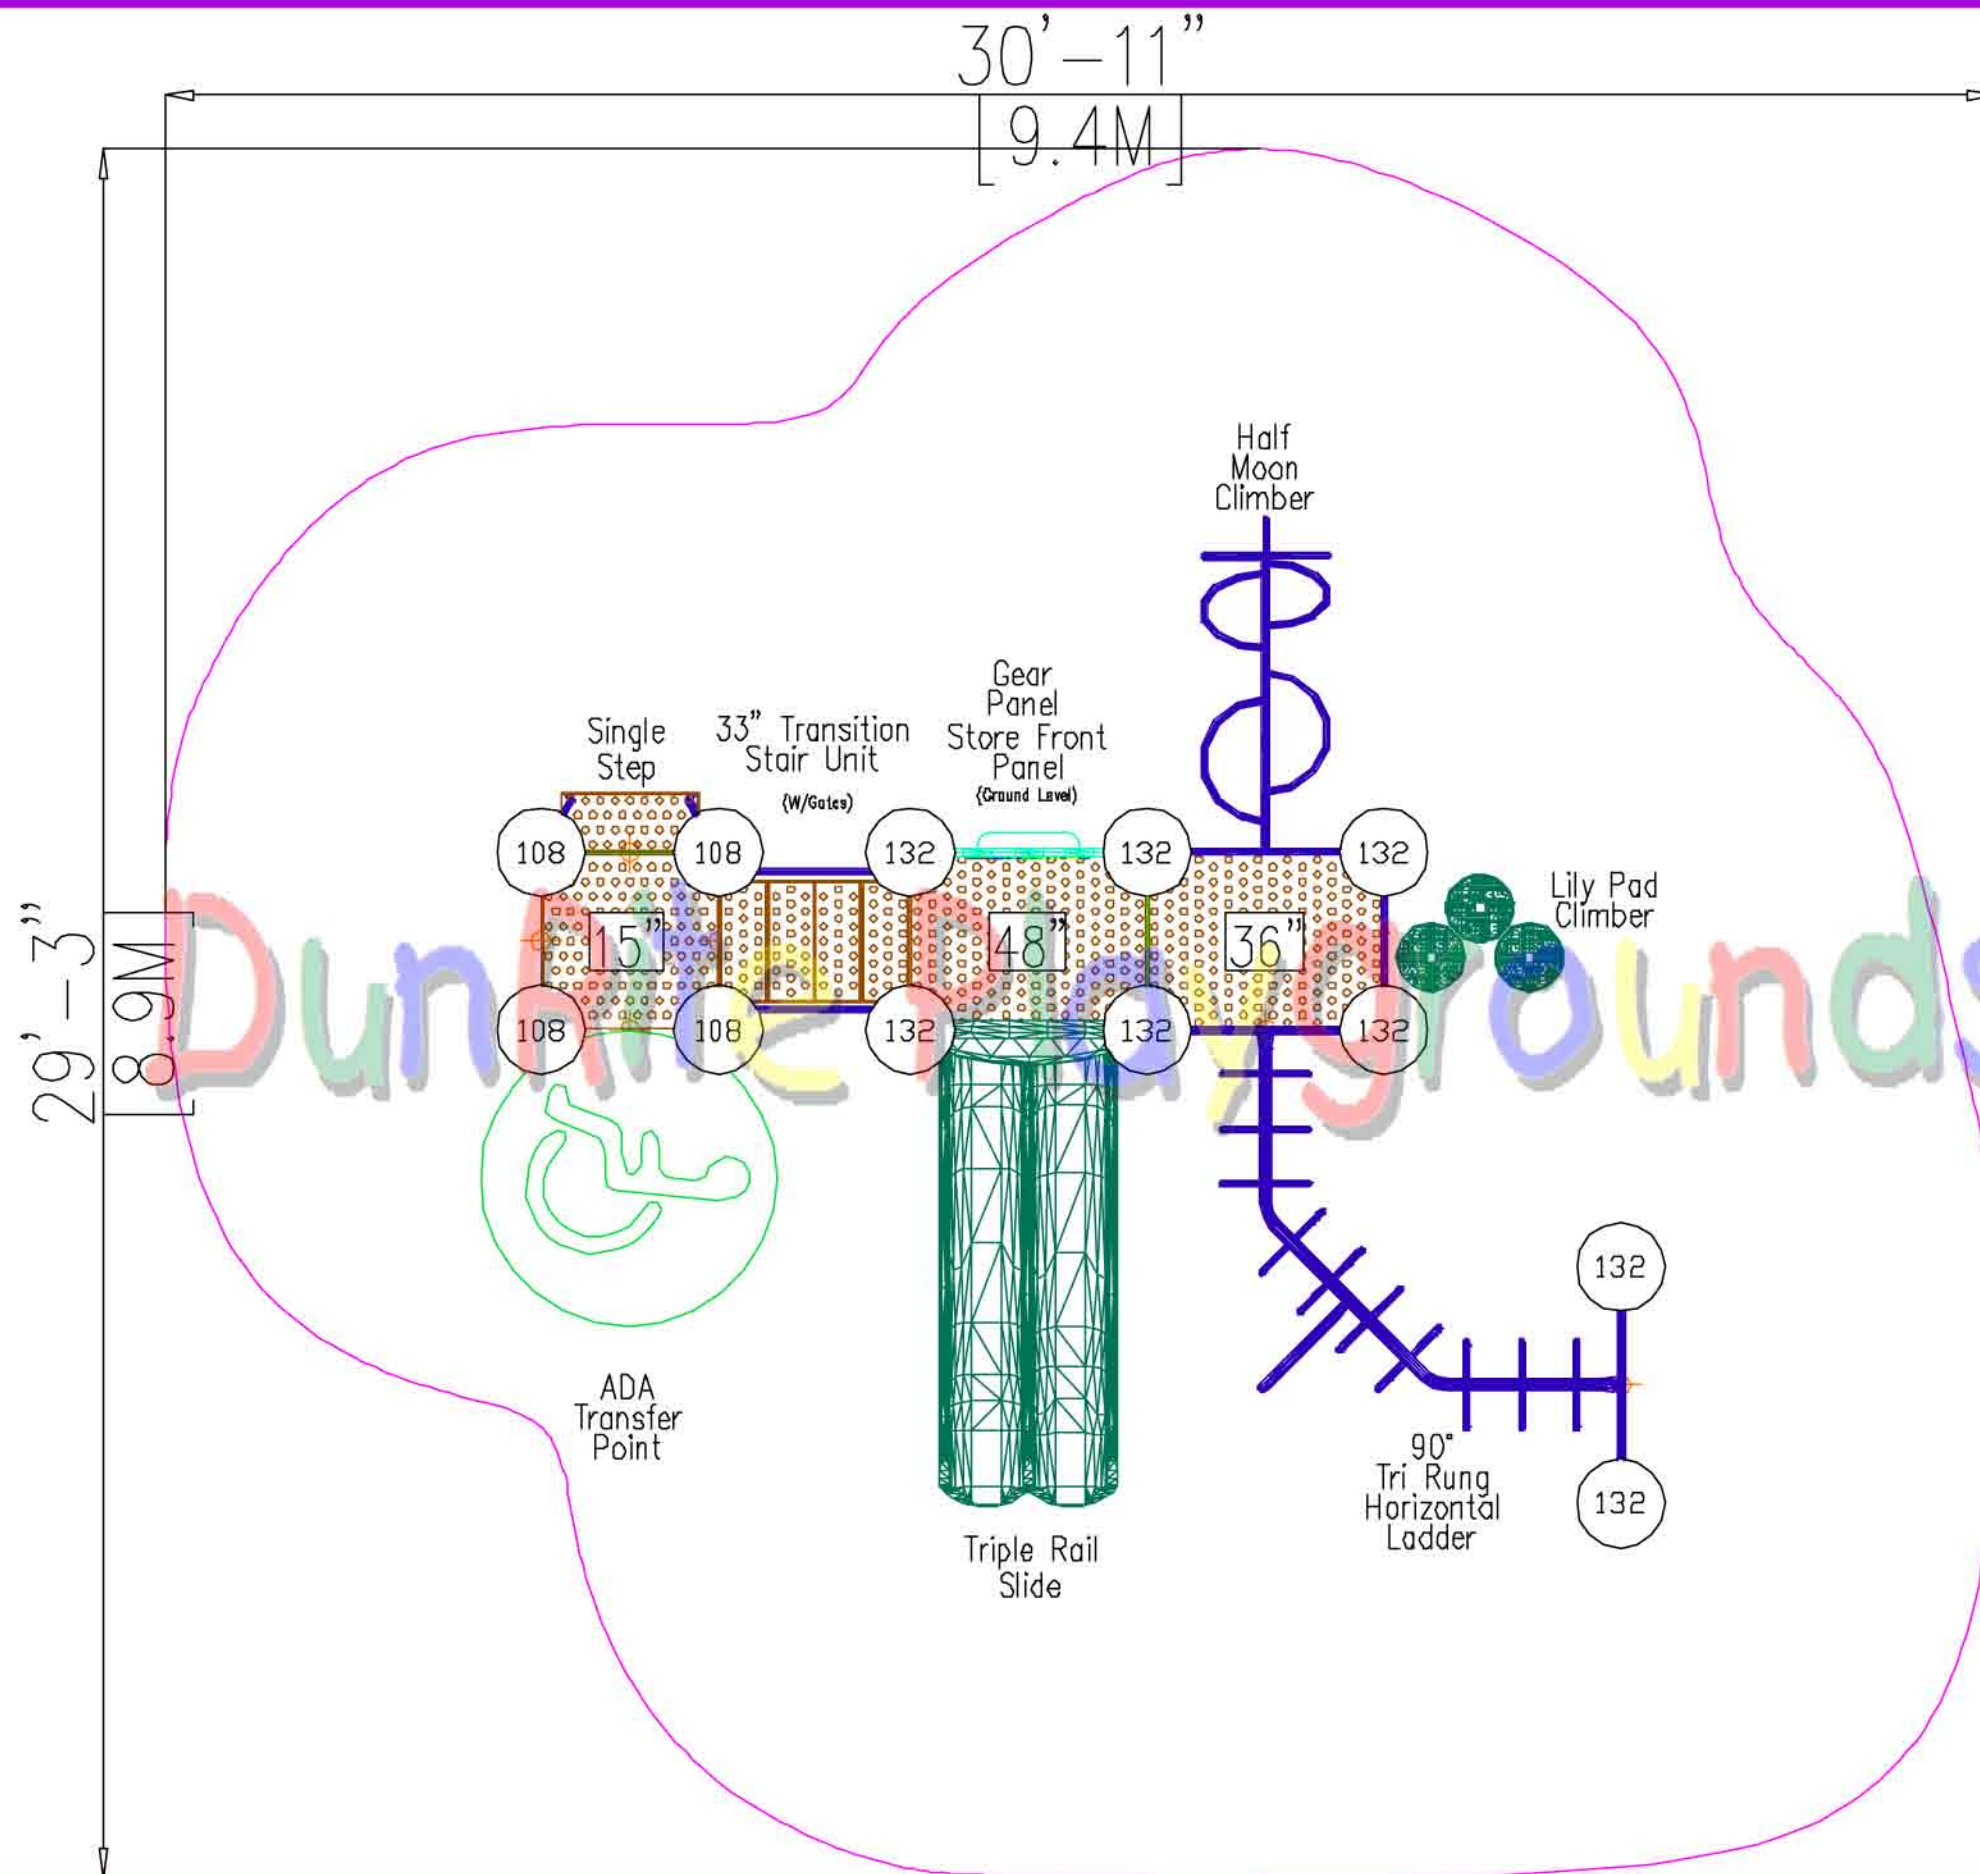 30'-11"
[9.4M]
29'-3"
[8.9M]
Half
Moon
Climber
Gear
Panel
Store Front
Panel
(Ground Level)
33" Transition
Stair Unit
(W/Gates)
Single
Step
108
108
132
132
132
Lily Pad
Climber
15"
48"
36"
Playgrounds
108
108
132
132
132
132
132
ADA
Transfer
Point
90°
Tri Rung
Horizontal
Ladder
Triple Rail
Slide